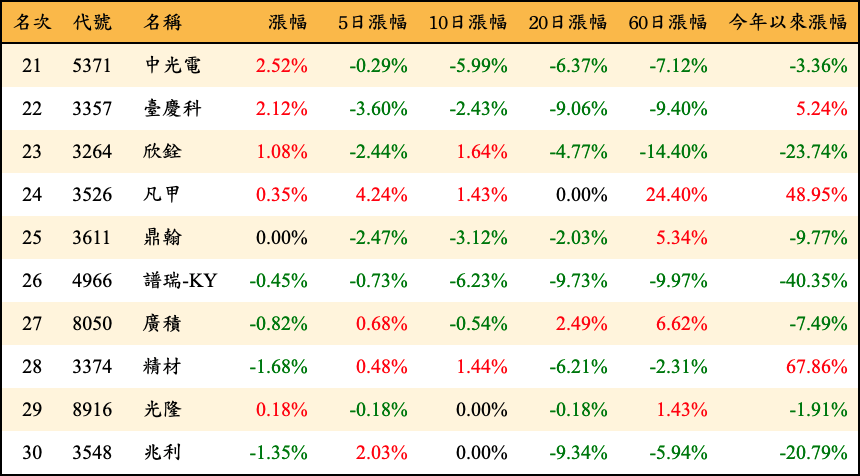 名次 代號 名稱 漲幅 5日漲幅 10日漲幅 20日漲幅 60日漲幅 今年以來漲幅
21 5371 中光電 2.52% -0.29% -5.99% -6.37% -7.12% -3.36%
22 3357 臺慶科 2.12% -3.60% -2.43% -9.06% -9.40% 5.24%
23 3264 欣銓 1.08% -2.44% 1.64% -4.77% -14.40% -23.74%
24 3526 凡甲 0.35% 4.24% 1.43% 0.00% 24.40% 48.95%
25 3611 鼎翰 0.00% -2.47% -3.12% -2.03% 5.34% -9.77%
26 4966 譜瑞-KY -0.45% -0.73% -6.23% -9.73% -9.97% -40.35%
27 8050 廣積 -0.82% 0.68% -0.54% 2.49% 6.62% -7.49%
28 3374 精材 -1.68% 0.48% 1.44% -6.21% -2.31% 67.86%
29 8916 光隆 0.18% -0.18% 0.00% -0.18% 1.43% -1.91%
30 3548 兆利 -1.35% 2.03% 0.00% -9.34% -5.94% -20.79%